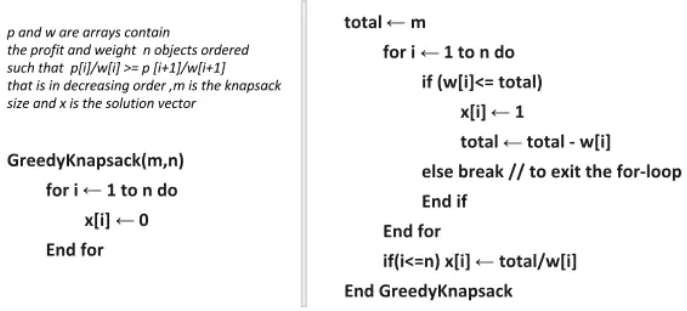 p and w are arrays contain
the profit and weight n objects ordered
such that p[i]/w[i] >= p [i+1]/w[i+1]
that is in decreasing order ,m is the knapsack
size and x is the solution vector
GreedyKnapsack(m,n)
for i ← 1 to n do
x[i] ← 0
End for
total ← m
for i ← 1 to n do
if (w[i]<= total)
x[i] ← 1
total ← total - w[i]
else break // to exit the for-loop
End if
End for
if(i<=n) x[i] ← total/w[i]
End GreedyKnapsack